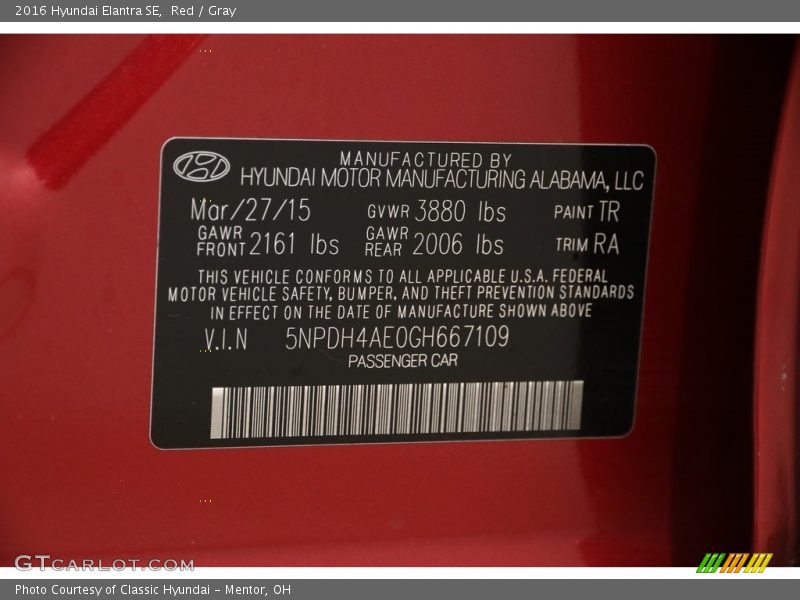 2016 Hyundai Elantra SE,  Red / Gray
MANUFACTURED BY
HYUNDAI MOTOR MANUFACTURING ALABAMA, LLC
Mar/27/15 GVWR 3880 lbs PAINT TR
GAWR FRONT 2161 lbs GAWR REAR 2006 lbs TRIM RA
THIS VEHICLE CONFORMS TO ALL APPLICABLE U.S.A. FEDERAL
MOTOR VEHICLE SAFETY, BUMPER, AND THEFT PREVENTION STANDARDS
IN EFFECT ON THE DATE OF MANUFACTURE SHOWN ABOVE
V.I.N 5NPDH4AE0GH667109
PASSENGER CAR
GTCARLOT.COM
Photo Courtesy of Classic Hyundai - Mentor, OH